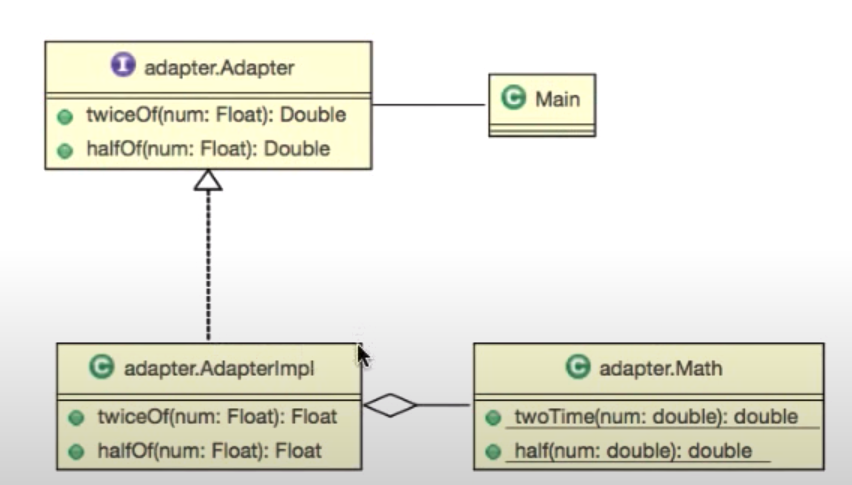 I adapter.Adapter
twiceOf(num: Float): Double
halfOf(num: Float): Double
C Main
C adapter.AdapterImpl
twiceOf(num: Float): Float
halfOf(num: Float): Float
C adapter.Math
twoTime(num: double): double
half(num: double): double